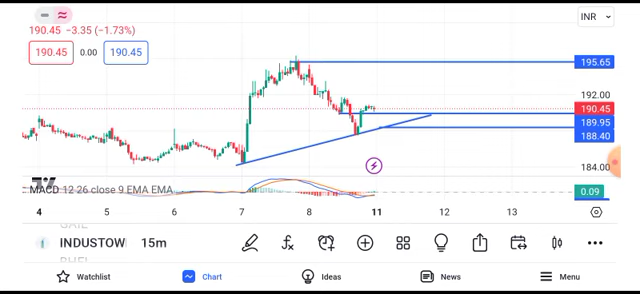 INR
190.45 −3.35 (−1.73%)
190.45 0.00 190.45
195.65
192.00
190.45
189.95
188.40
184.00
MACD 12 26 close 9 EMA EMA
0.09
4 5 6 7 8 11 12 13
INDUSTOW 15m
Watchlist Chart Ideas News Menu